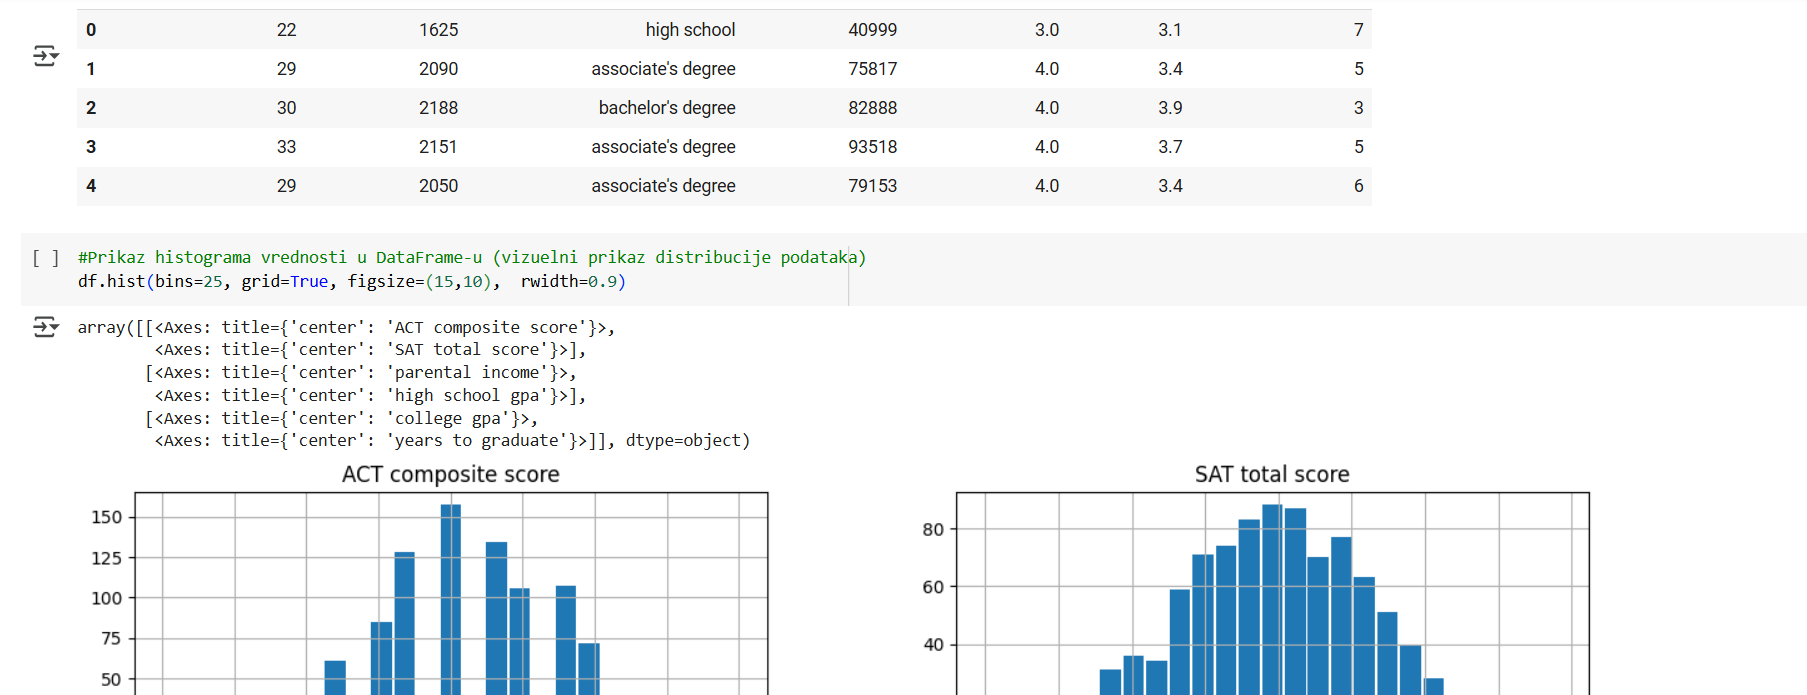 0 22 1625 high school 40999 3.0 3.1 7
1 29 2090 associate's degree 75817 4.0 3.4 5
2 30 2188 bachelor's degree 82888 4.0 3.9 3
3 33 2151 associate's degree 93518 4.0 3.7 5
4 29 2050 associate's degree 79153 4.0 3.4 6
[ ] #Prikaz histograma vrednosti u DataFrame-u (vizuelni prikaz distribucije podataka)
df.hist(bins=25, grid=True, figsize=(15,10),  rwidth=0.9)
array([[<Axes: title={'center': 'ACT composite score'}>,
        <Axes: title={'center': 'SAT total score'}>],
       [<Axes: title={'center': 'parental income'}>,
        <Axes: title={'center': 'high school gpa'}>],
       [<Axes: title={'center': 'college gpa'}>,
        <Axes: title={'center': 'years to graduate'}>]], dtype=object)
ACT composite score
150
125
100
75
50
SAT total score
80
60
40